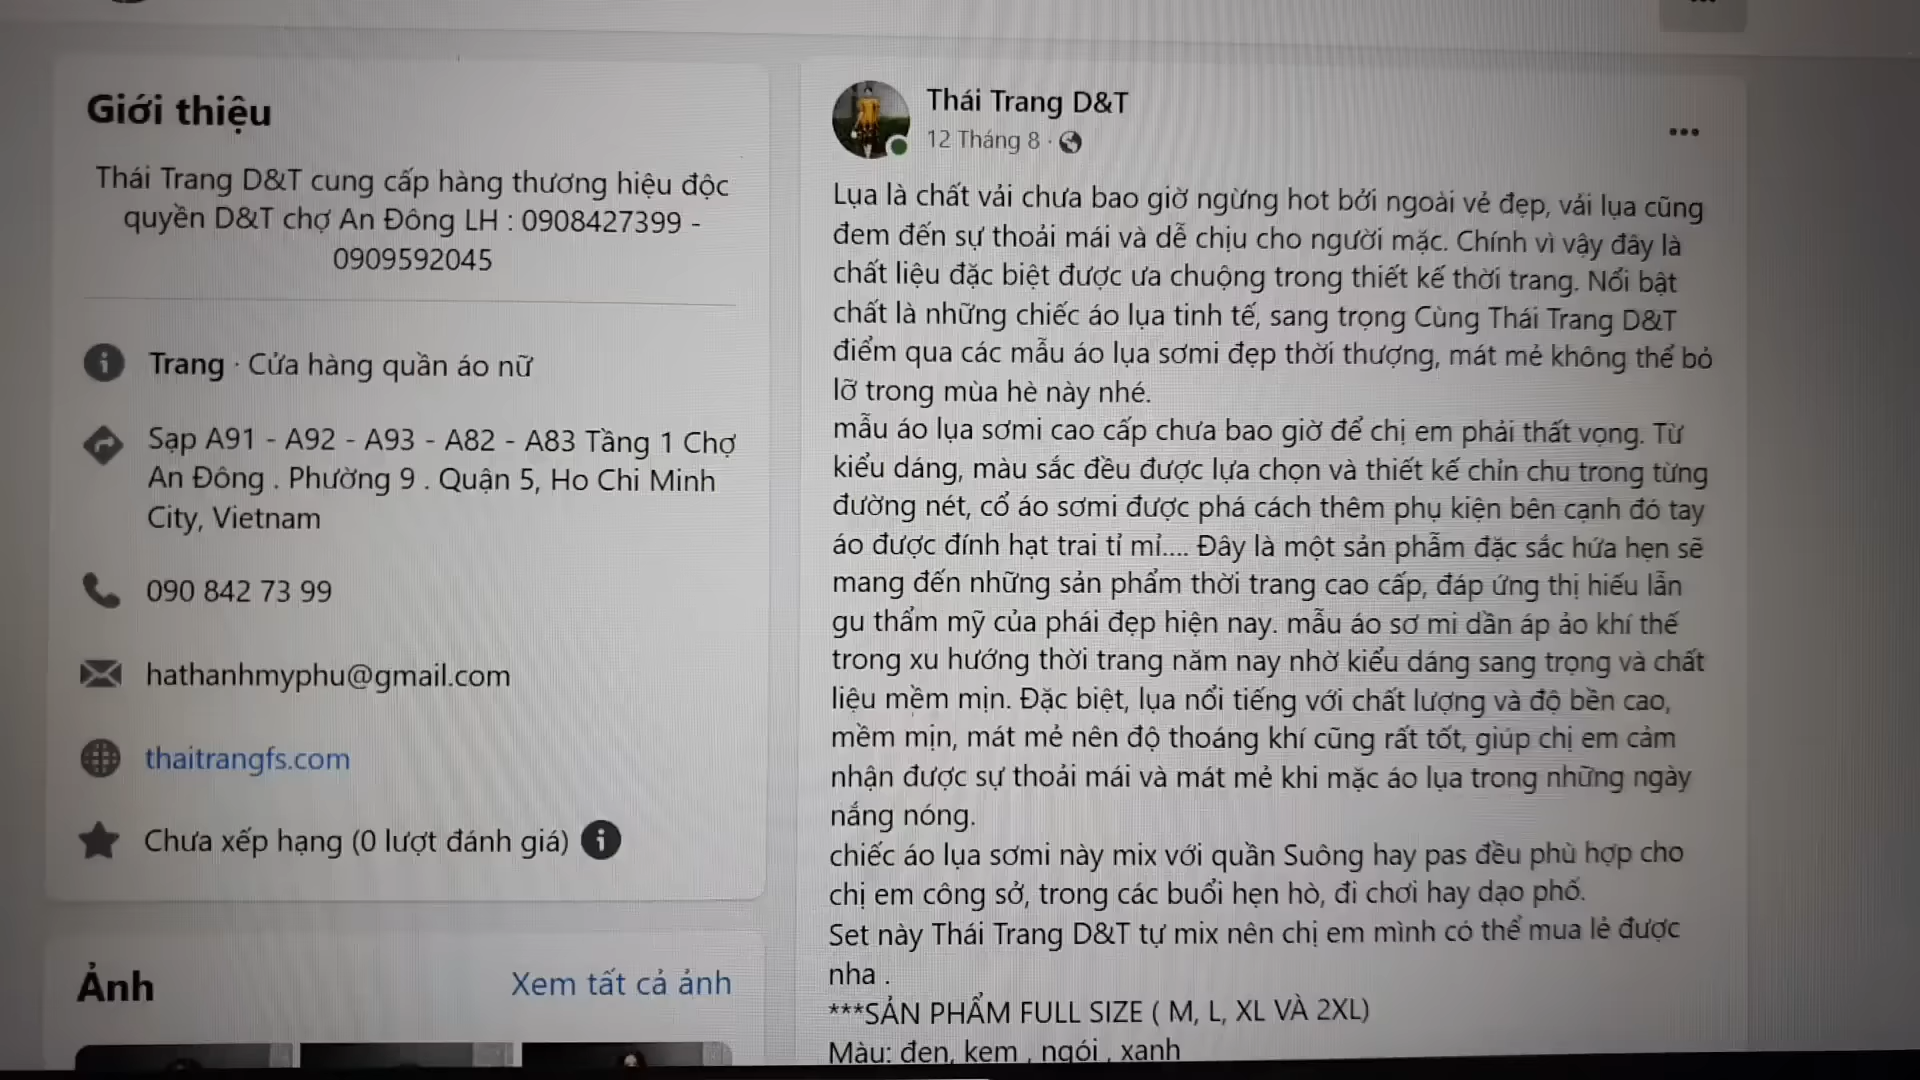 Giới thiệu
Thái Trang D&T cung cấp hàng thương hiệu độc
quyền D&T chợ An Đông LH : 0908427399 -
0909592045
Trang · Cửa hàng quần áo nữ
Sạp A91 - A92 - A93 - A82 - A83 Tầng 1 Chợ
An Đông . Phường 9 . Quận 5, Ho Chi Minh
City, Vietnam
090 842 73 99
hathanhmyphu@gmail.com
thaitrangfs.com
Chưa xếp hạng (0 lượt đánh giá)
Ảnh
Xem tất cả ảnh
Thái Trang D&T
12 Tháng 8 ·
Lụa là chất vải chưa bao giờ ngừng hot bởi ngoài vẻ đẹp, vải lụa cũng
đem đến sự thoải mái và dễ chịu cho người mặc. Chính vì vậy đây là
chất liệu đặc biệt được ưa chuộng trong thiết kế thời trang. Nổi bật
chất là những chiếc áo lụa tinh tế, sang trọng Cùng Thái Trang D&T
điểm qua các mẫu áo lụa sơmi đẹp thời thượng, mát mẻ không thể bỏ
lỡ trong mùa hè này nhé.
mẫu áo lụa sơmi cao cấp chưa bao giờ để chị em phải thất vọng. Từ
kiểu dáng, màu sắc đều được lựa chọn và thiết kế chỉn chu trong từng
đường nét, cổ áo sơmi được phá cách thêm phụ kiện bên cạnh đó tay
áo được đính hạt trai tỉ mỉ.... Đây là một sản phẩm đặc sắc hứa hẹn sẽ
mang đến những sản phẩm thời trang cao cấp, đáp ứng thị hiếu lẫn
gu thẩm mỹ của phái đẹp hiện nay. mẫu áo sơ mi dần áp ảo khí thế
trong xu hướng thời trang năm nay nhờ kiểu dáng sang trọng và chất
liệu mềm mịn. Đặc biệt, lụa nổi tiếng với chất lượng và độ bền cao,
mềm mịn, mát mẻ nên độ thoáng khí cũng rất tốt, giúp chị em cảm
nhận được sự thoải mái và mát mẻ khi mặc áo lụa trong những ngày
nắng nóng.
chiếc áo lụa sơmi này mix với quần Suông hay pas đều phù hợp cho
chị em công sở, trong các buổi hẹn hò, đi chơi hay dạo phố.
Set này Thái Trang D&T tự mix nên chị em mình có thể mua lẻ được
nha .
***SẢN PHẨM FULL SIZE ( M, L, XL VÀ 2XL)
Màu: đen, kem , ngói , xanh